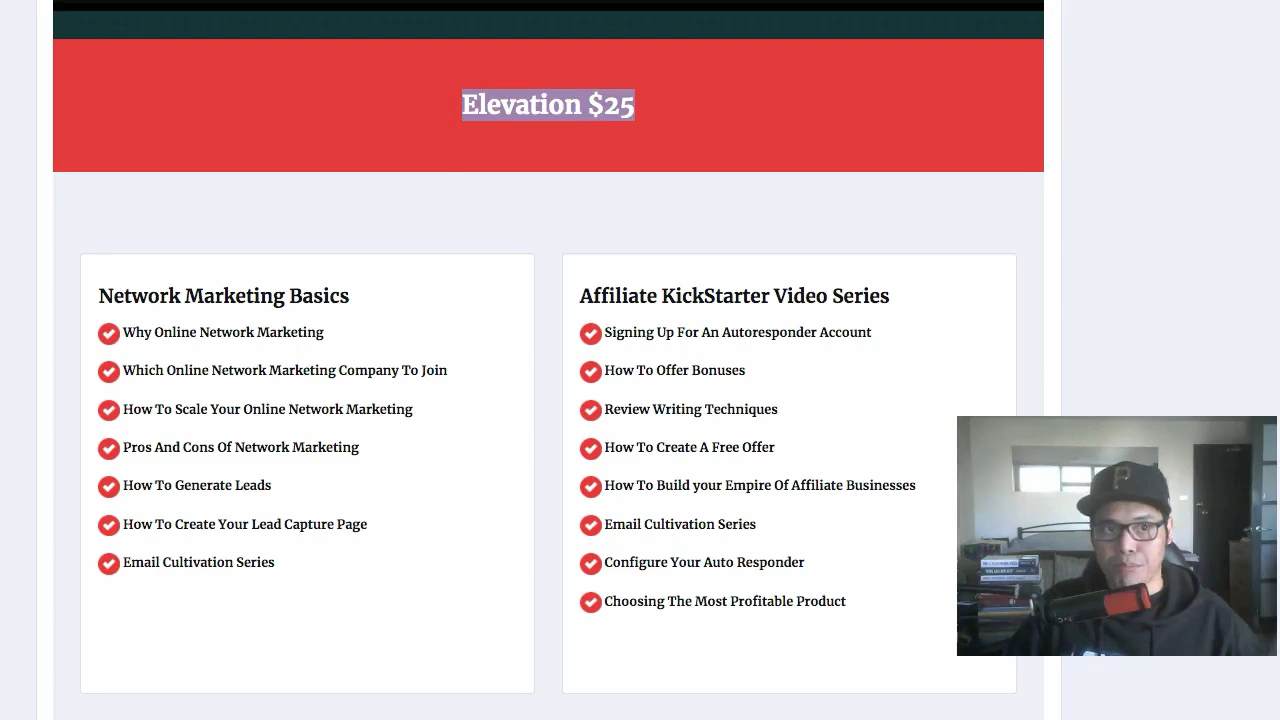 Elevation $25
Network Marketing Basics
Why Online Network Marketing
Which Online Network Marketing Company To Join
How To Scale Your Online Network Marketing
Pros And Cons Of Network Marketing
How To Generate Leads
How To Create Your Lead Capture Page
Email Cultivation Series
Affiliate KickStarter Video Series
Signing Up For An Autoresponder Account
How To Offer Bonuses
Review Writing Techniques
How To Create A Free Offer
How To Build your Empire Of Affiliate Businesses
Email Cultivation Series
Configure Your Auto Responder
Choosing The Most Profitable Product
P